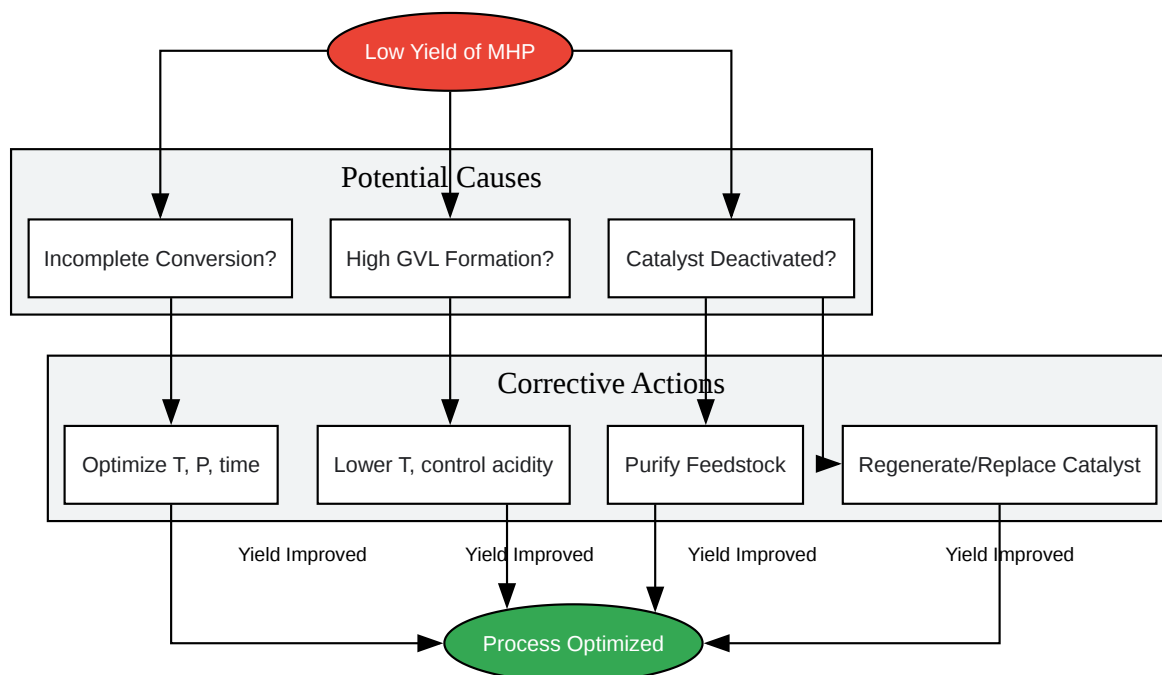 Low Yield of MHP
Potential Causes
Incomplete Conversion?
High GVL Formation?
Catalyst Deactivated?
Corrective Actions
Optimize T, P, time
Lower T, control acidity
Purify Feedstock
Regenerate/Replace Catalyst
Yield Improved
Yield Improved
Yield Improved
Yield Improved
Process Optimized